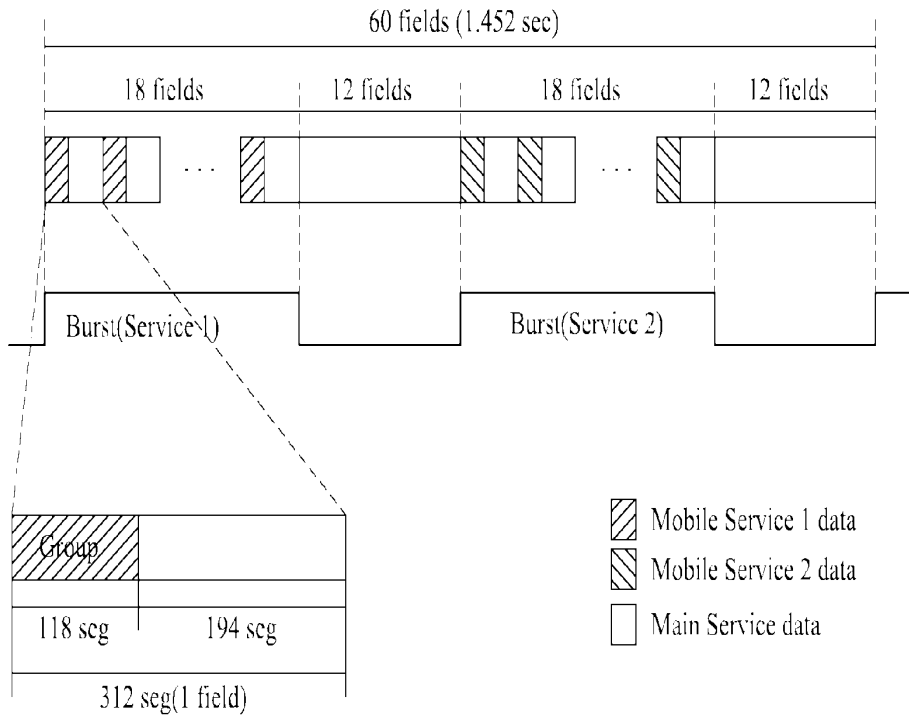 60 fields (1.452 sec)
18 fields
12 fields
18 fields
12 fields
. . .
. . .
Burst(Service 1)
Burst(Service 2)
Group
118 seg
194 seg
312 seg(1 field)
Mobile Service 1 data
Mobile Service 2 data
Main Service data